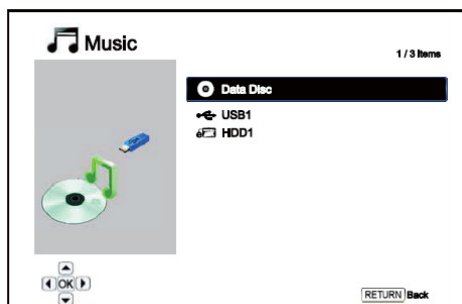 Music
1 / 3 Items
Data Disc
USB1
HDD1
OK
RETURN Back